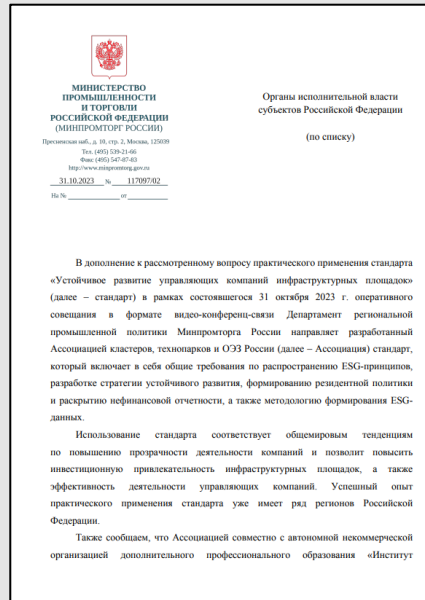 МИНИСТЕРСТВО
ПРОМЫШЛЕННОСТИ
И ТОРГОВЛИ
РОССИЙСКОЙ ФЕДЕРАЦИИ
(МИНПРОМТОРГ РОССИИ)
Пресненская наб., д. 10, стр. 2, Москва, 125039
Тел. (495) 539-21-66
Факс (495) 547-87-83
http://www.minpromtorg.gov.ru
31.10.2023 № 117097/02
На № от
Органы исполнительной власти
субъектов Российской Федерации
(по списку)
В дополнение к рассмотренному вопросу практического применения стандарта
«Устойчивое развитие управляющих компаний инфраструктурных площадок»
(далее – стандарт) в рамках состоявшегося 31 октября 2023 г. оперативного
совещания в формате видео-конференц-связи Департамент региональной
промышленной политики Минпромторга России направляет разработанный
Ассоциацией кластеров, технопарков и ОЭЗ России (далее – Ассоциация) стандарт,
который включает в себя общие требования по распространению ESG-принципов,
разработке стратегии устойчивого развития, формированию резидентной политики
и раскрытию нефинансовой отчетности, а также методологию формирования ESG-
данных.
Использование стандарта соответствует общемировым тенденциям
по повышению прозрачности деятельности компаний и позволит повысить
инвестиционную привлекательность инфраструктурных площадок, а также
эффективность деятельности управляющих компаний. Успешный опыт
практического применения стандарта уже имеет ряд регионов Российской
Федерации.
Также сообщаем, что Ассоциацией совместно с автономной некоммерческой
организацией дополнительного профессионального образования «Институт